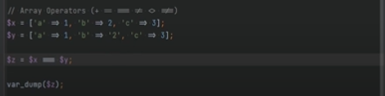 // Array Operators (+ == === != <> !==)
$x = ['a' => 1, 'b' => 2, 'c' => 3];
$y = ['a' => 1, 'b' => '2', 'c' => 3];
$z = $x === $y;
var_dump($z);